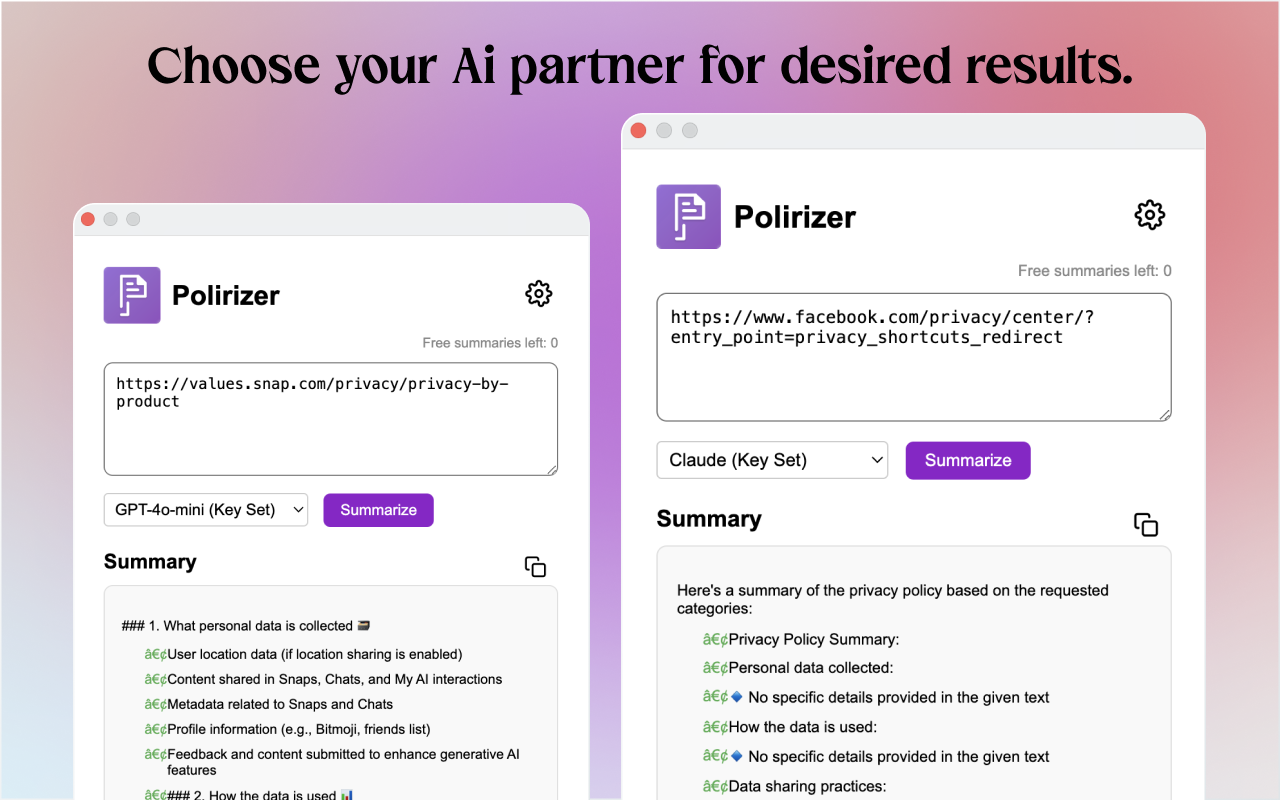 Choose your Ai partner for desired results.
Polirizer
Free summaries left: 0
https://values.snap.com/privacy/privacy-by-
product
GPT-4o-mini (Key Set)
Summarize
Summary
### 1. What personal data is collected 🗃️
â€¢User location data (if location sharing is enabled)
â€¢Content shared in Snaps, Chats, and My AI interactions
â€¢Metadata related to Snaps and Chats
â€¢Profile information (e.g., Bitmoji, friends list)
â€¢Feedback and content submitted to enhance generative AI
features
â€¢### 2. How the data is used 📊
Polirizer
Free summaries left: 0
https://www.facebook.com/privacy/center/?
entry_point=privacy_shortcuts_redirect
Claude (Key Set)
Summarize
Summary
Here's a summary of the privacy policy based on the requested
categories:
â€¢Privacy Policy Summary:
â€¢Personal data collected:
â€¢🔹 No specific details provided in the given text
â€¢How the data is used:
â€¢🔹 No specific details provided in the given text
â€¢Data sharing practices: